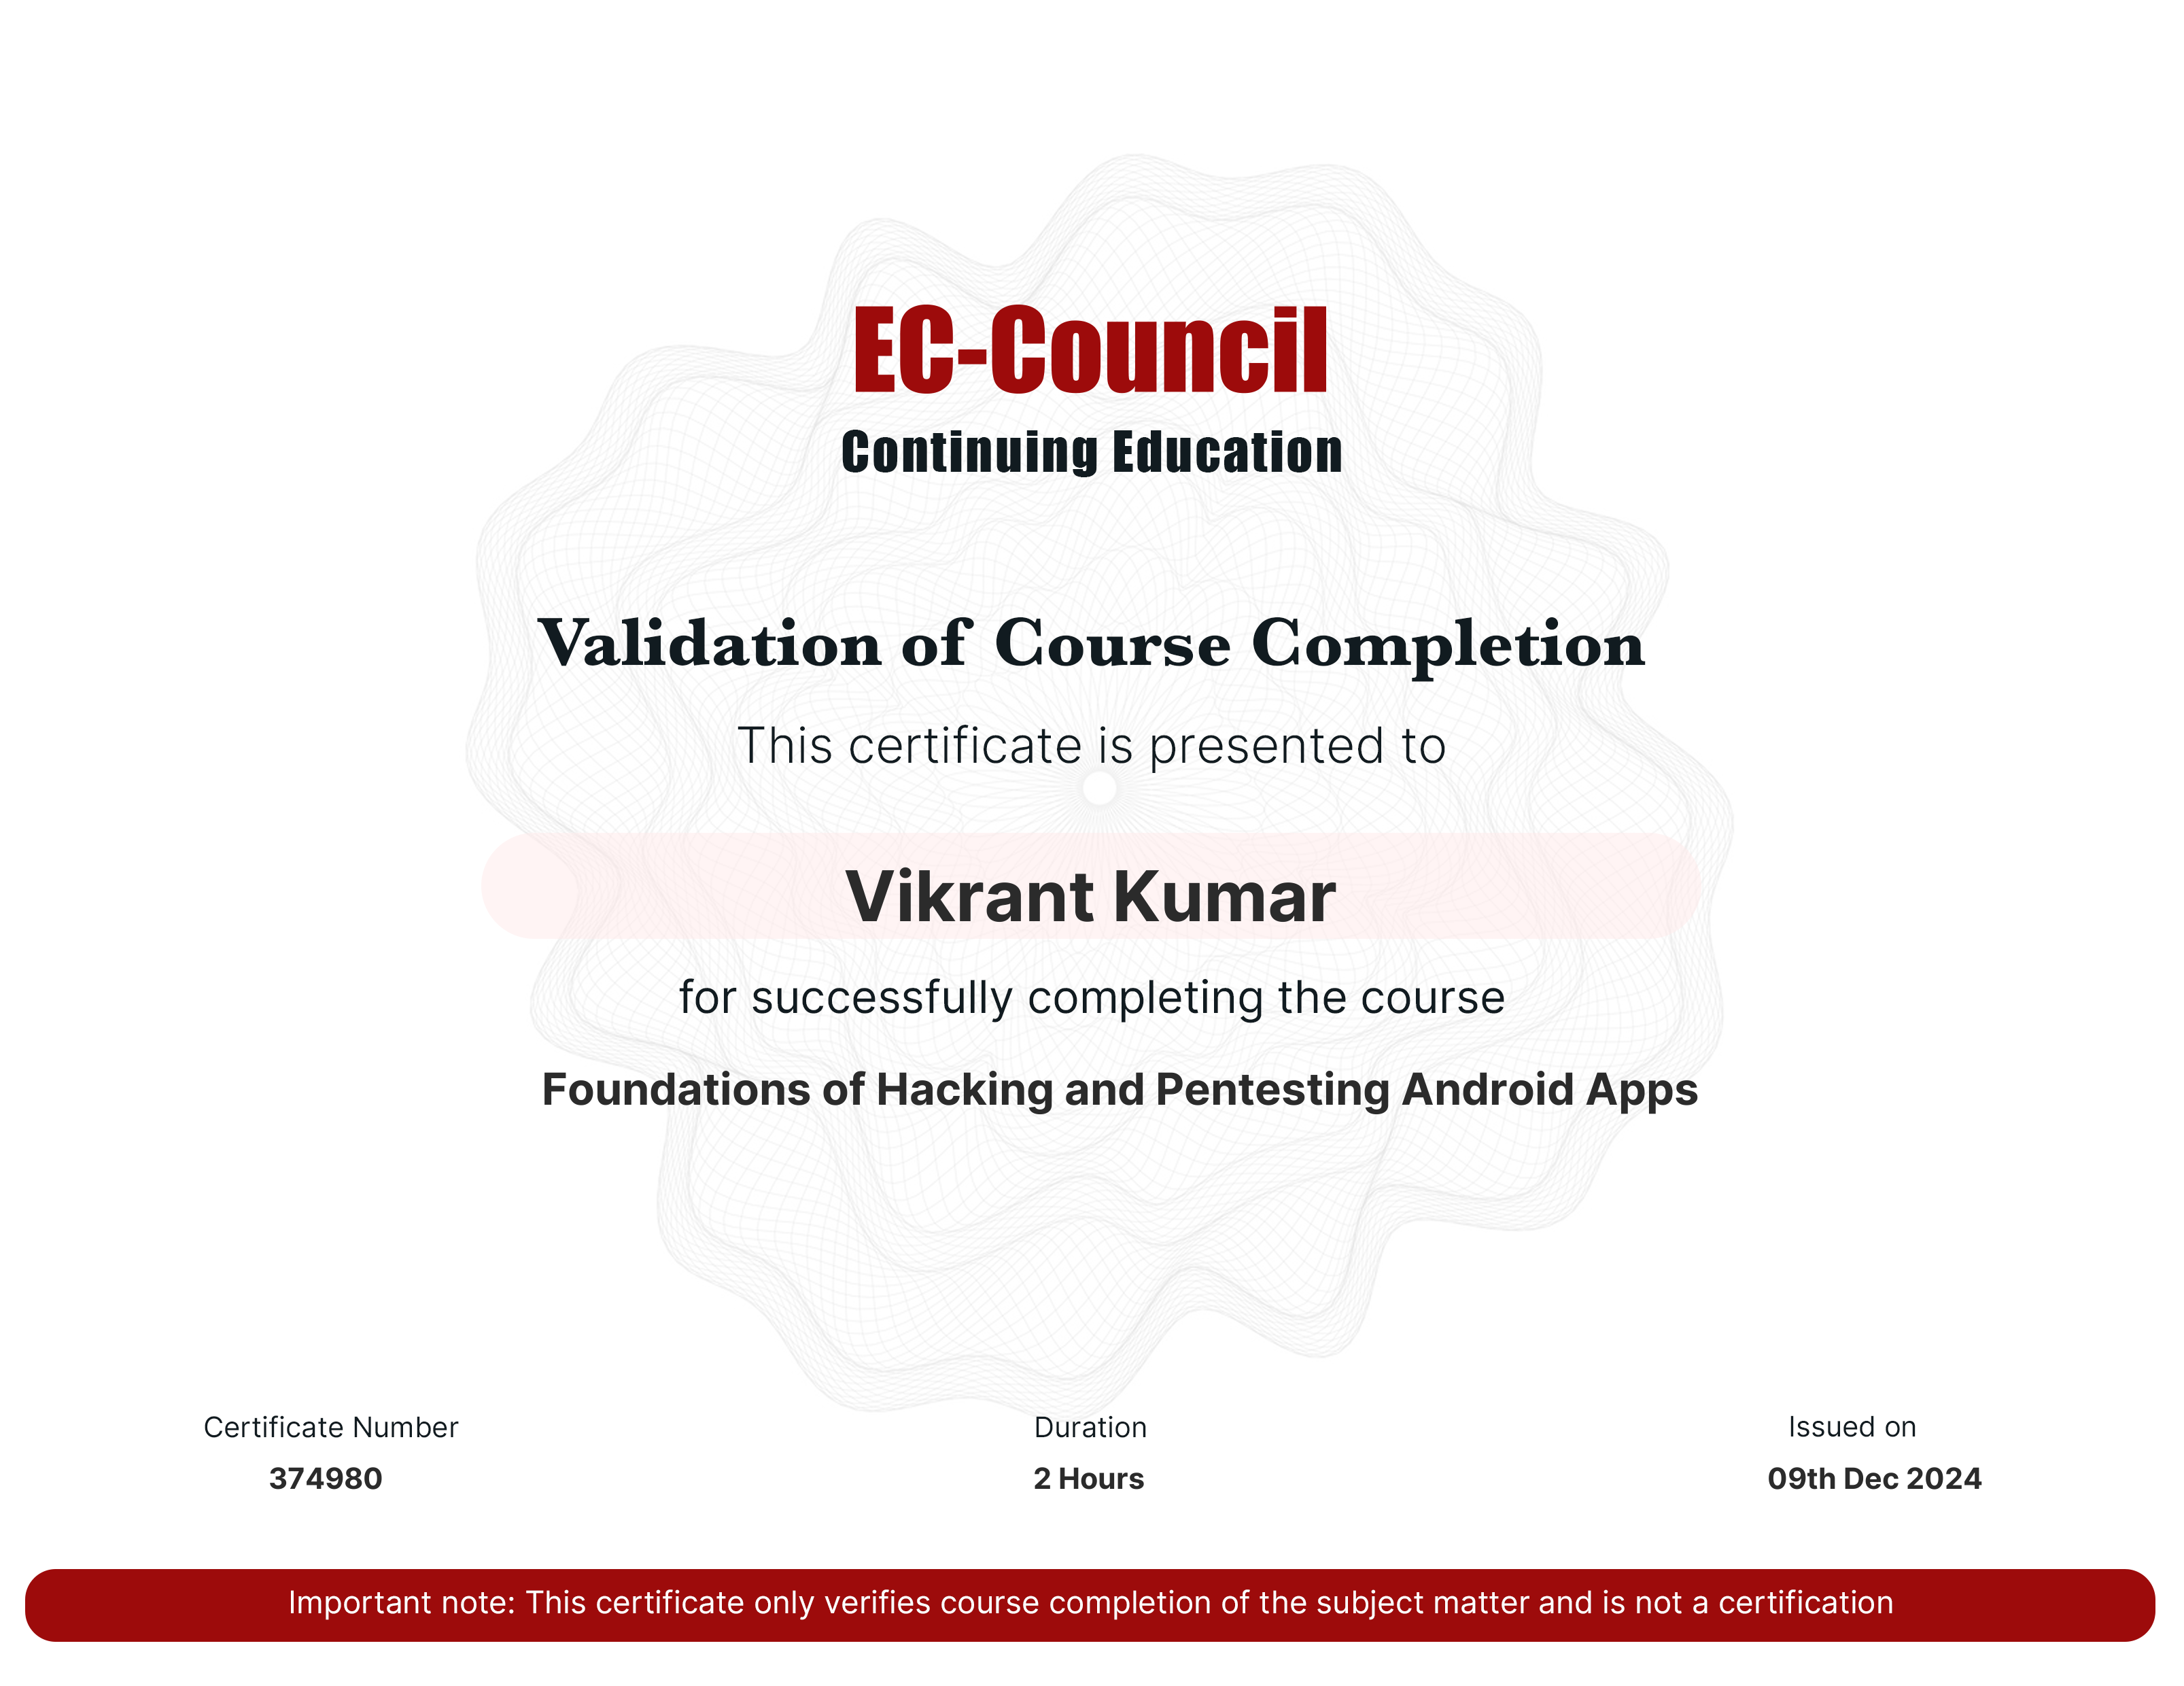 EC-Council
Continuing Education
Validation of Course Completion
This certificate is presented to
Vikrant Kumar
for successfully completing the course
Foundations of Hacking and Pentesting Android Apps
Certificate Number
374980
Duration
2 Hours
Issued on
09th Dec 2024
Important note: This certificate only verifies course completion of the subject matter and is not a certification